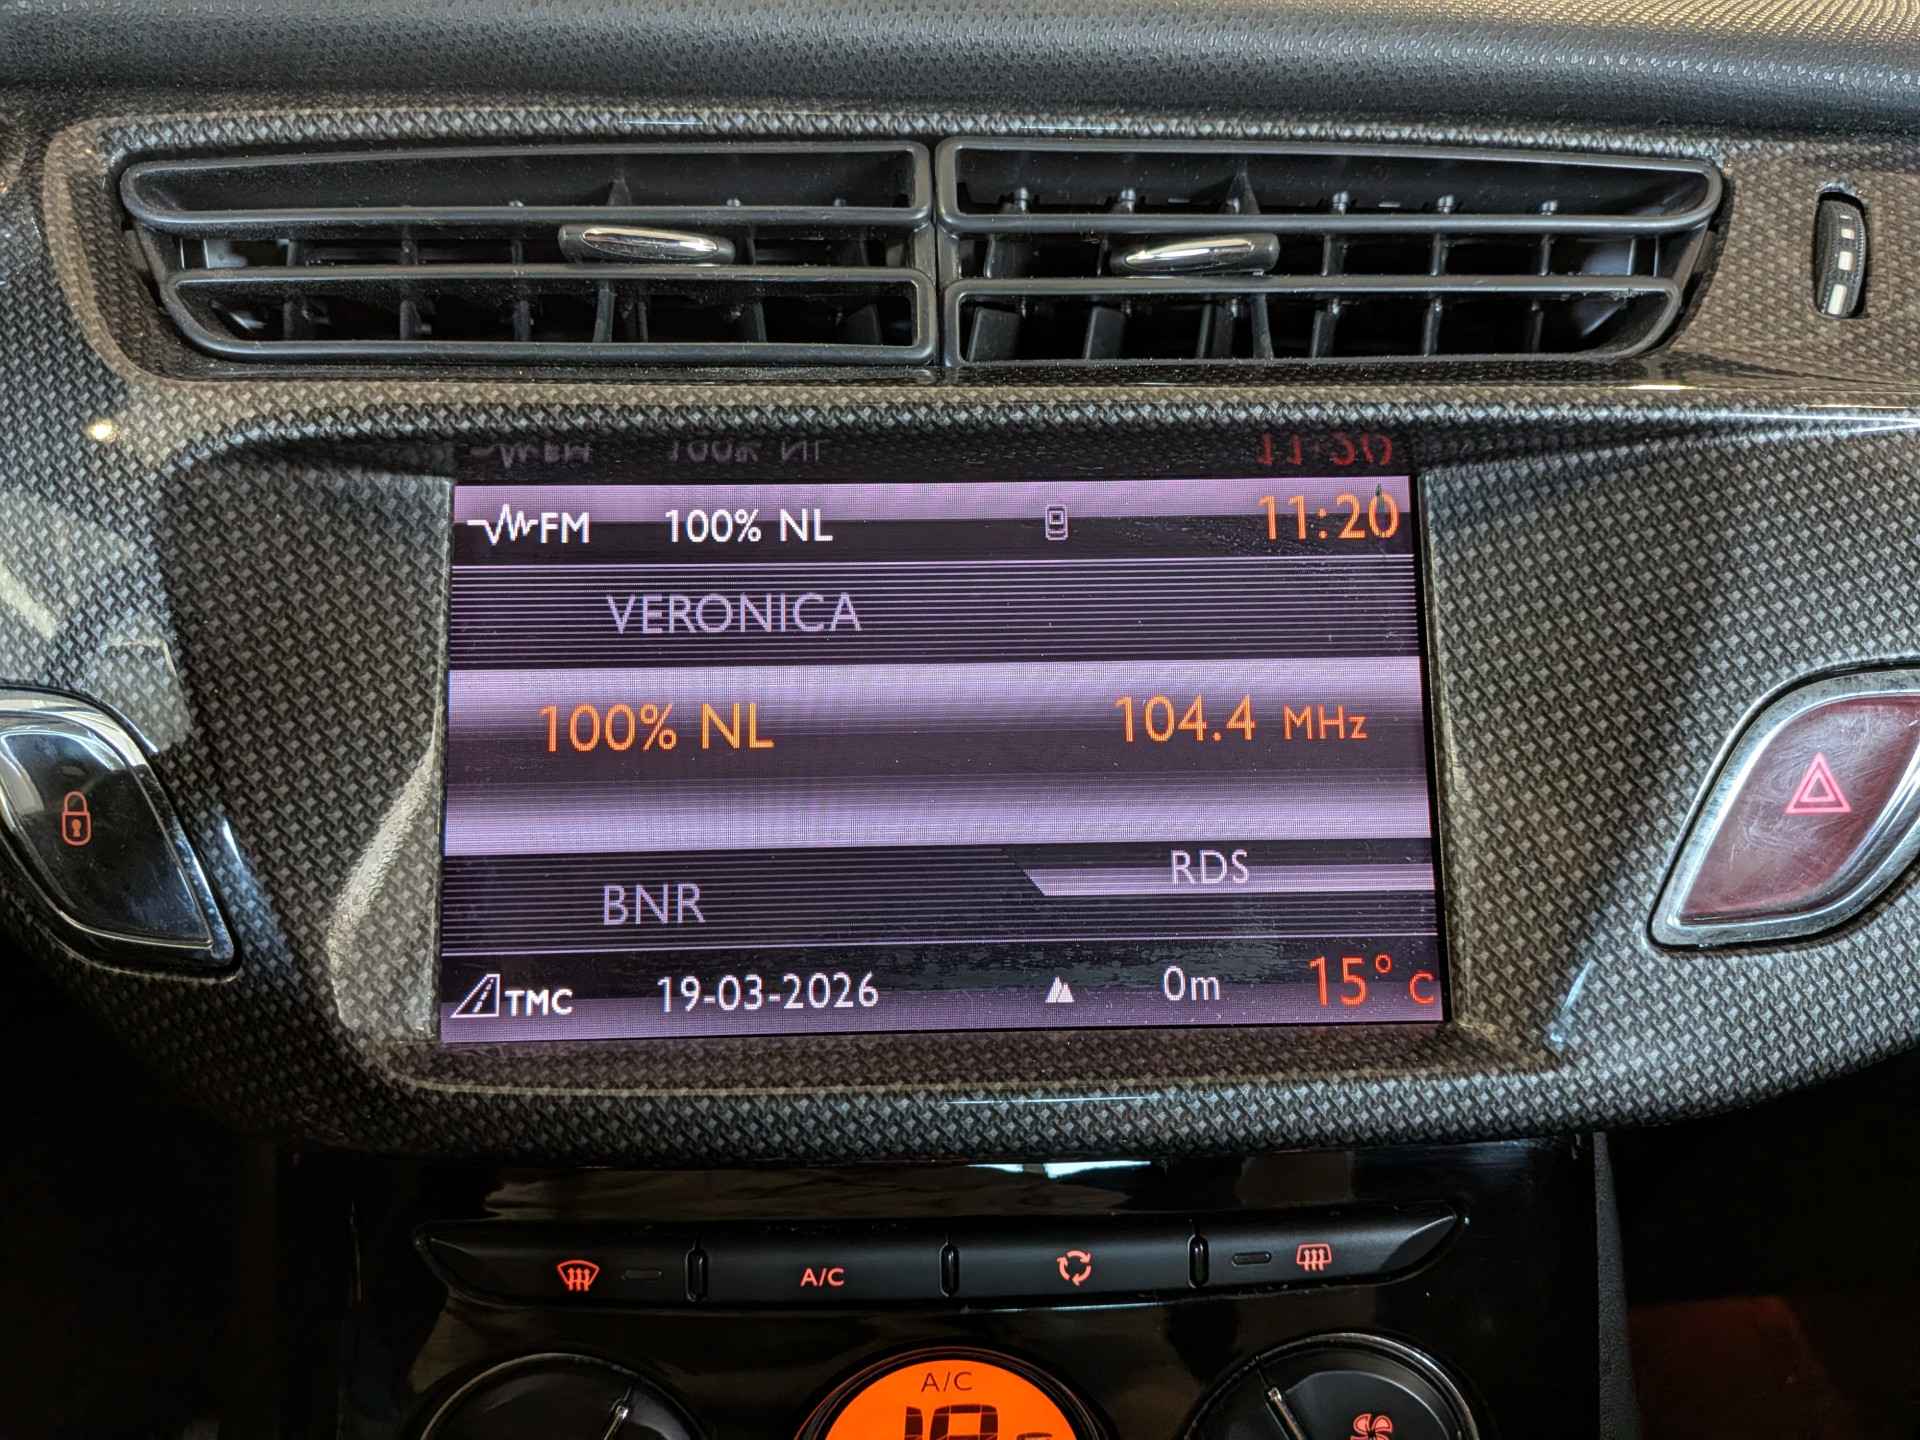 FM 100% NL 11:20
VERONICA
100% NL 104.4 MHz
RDS
BNR
TMC 19-03-2026 0m 15° C
A/C
A/C